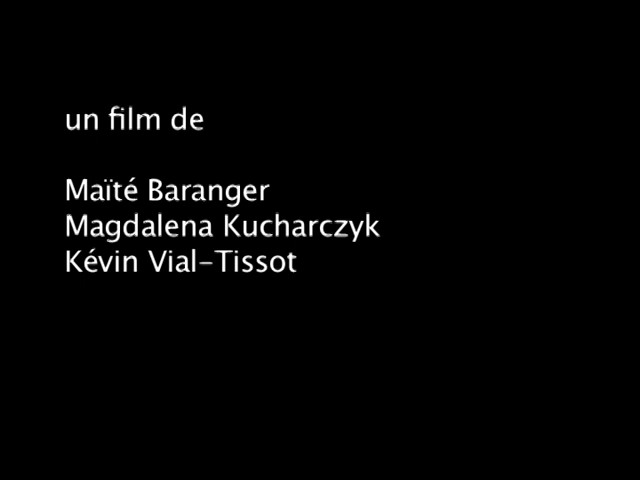 un film de
Maïté Baranger
Magdalena Kucharczyk
Kévin Vial-Tissot